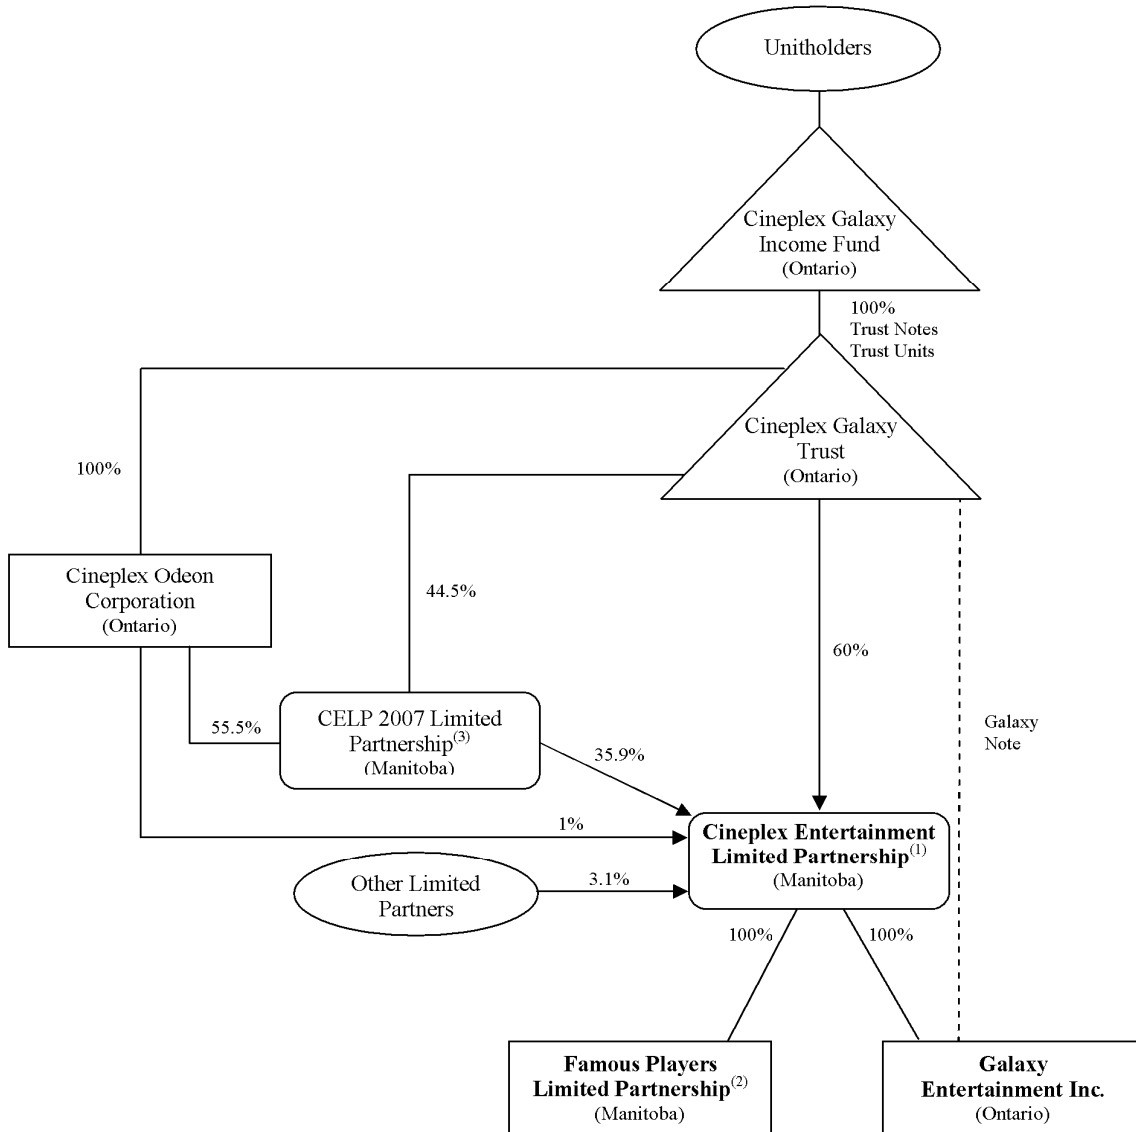 Unitholders
Cineplex Galaxy
Income Fund
(Ontario)
100%
Trust Notes
Trust Units
Cineplex Galaxy
Trust
(Ontario)
100%
Cineplex Odeon
Corporation
(Ontario)
44.5%
60%
55.5%
CELP 2007 Limited
Partnership(3)
(Manitoba)
35.9%
Galaxy
Note
1%
Cineplex Entertainment
Limited Partnership(1)
(Manitoba)
Other Limited
Partners
3.1%
100%
100%
Famous Players
Limited Partnership(2)
(Manitoba)
Galaxy
Entertainment Inc.
(Ontario)